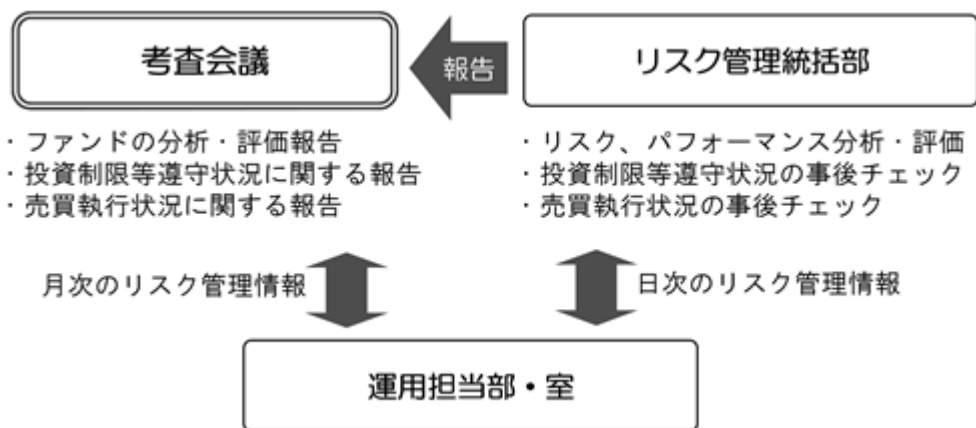 考査会議
報告
リスク管理統括部
・ファンドの分析・評価報告
・投資制限等遵守状況に関する報告
・売買執行状況に関する報告
・リスク、パフォーマンス分析・評価
・投資制限等遵守状況の事後チェック
・売買執行状況の事後チェック
月次のリスク管理情報
日次のリスク管理情報
運用担当部・室